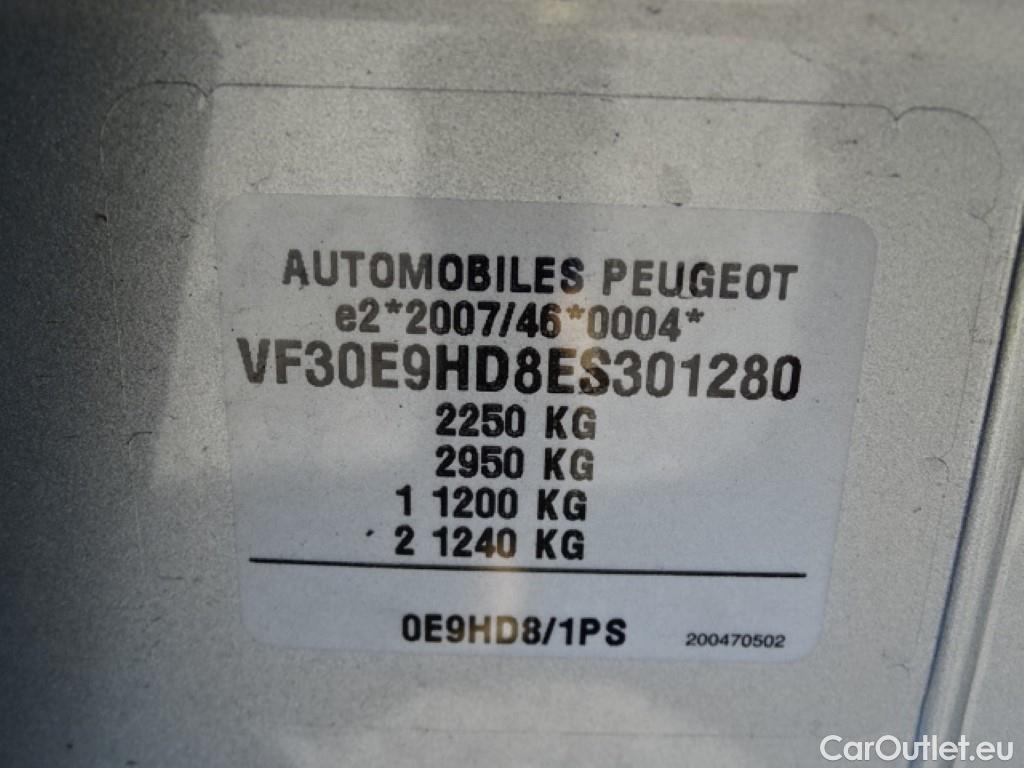 AUTOMOBILES PEUGEOT
e2*2007/46*0004*
VF30E9HD8ES301280
2250 KG
2950 KG
1 1200 KG
2 1240 KG
0E9HD8/1PS 200470502
CarOutlet.eu